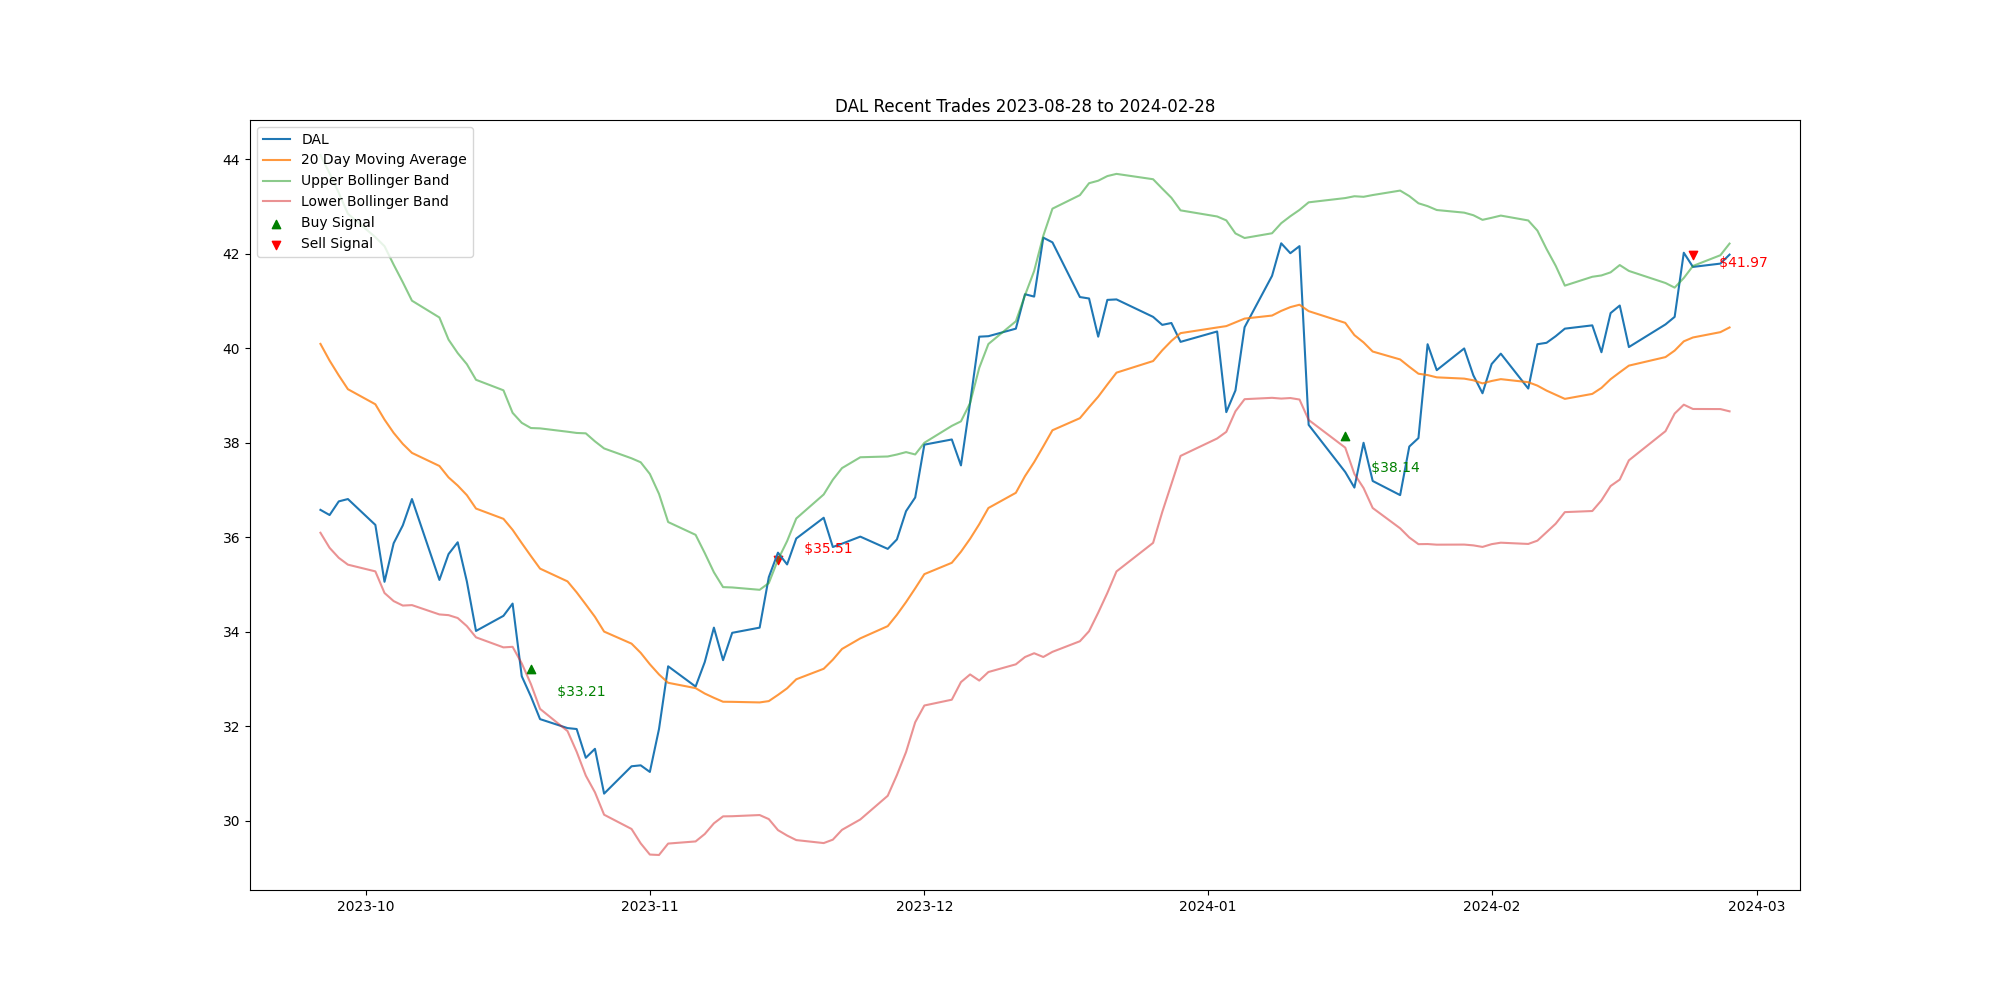 DAL Recent Trades 2023-08-28 to 2024-02-28
DAL
20 Day Moving Average
Upper Bollinger Band
Lower Bollinger Band
Buy Signal
Sell Signal
44
42
40
38
36
34
32
30
$41.97
$38.14
$35.51
$33.21
2023-10
2023-11
2023-12
2024-01
2024-02
2024-03